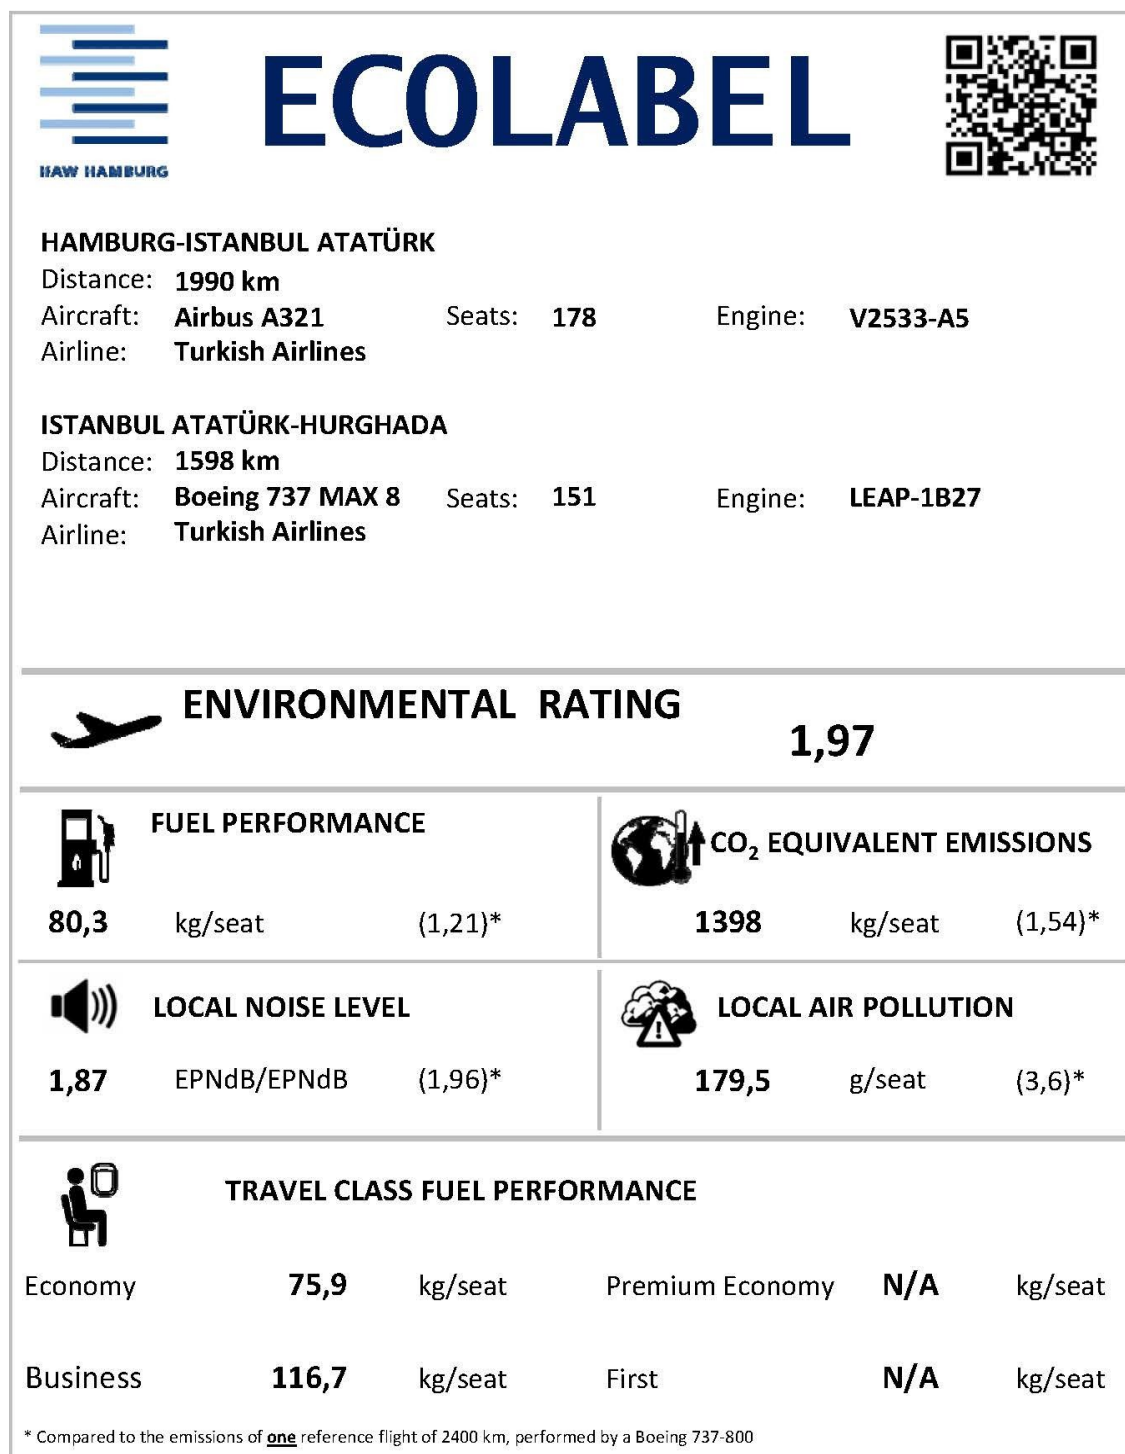 HAW HAMBURG
ECOLABEL
HAMBURG-ISTANBUL ATATÜRK
Distance: 1990 km
Aircraft: Airbus A321 Seats: 178 Engine: V2533-A5
Airline: Turkish Airlines
ISTANBUL ATATÜRK-HURGHADA
Distance: 1598 km
Aircraft: Boeing 737 MAX 8 Seats: 151 Engine: LEAP-1B27
Airline: Turkish Airlines
ENVIRONMENTAL RATING
1,97
FUEL PERFORMANCE
80,3 kg/seat (1,21)*
CO₂ EQUIVALENT EMISSIONS
1398 kg/seat (1,54)*
LOCAL NOISE LEVEL
1,87 EPNdB/EPNdB (1,96)*
LOCAL AIR POLLUTION
179,5 g/seat (3,6)*
TRAVEL CLASS FUEL PERFORMANCE
Economy 75,9 kg/seat Premium Economy N/A kg/seat
Business 116,7 kg/seat First N/A kg/seat
* Compared to the emissions of one reference flight of 2400 km, performed by a Boeing 737-800